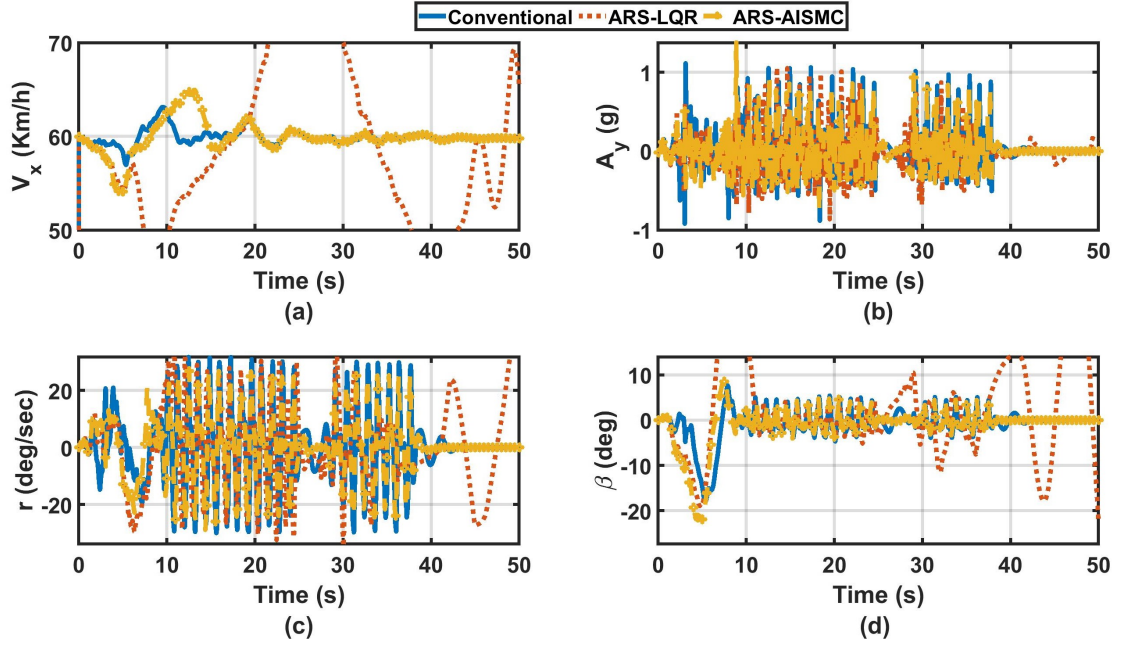 Conventional ARS-LQR ARS-AISMC
70
60
50
V_x (Km/h)
0 10 20 30 40 50
Time (s)
(a)
1
0
-1
A_y (g)
0 10 20 30 40 50
Time (s)
(b)
20
0
-20
r (deg/sec)
0 10 20 30 40 50
Time (s)
(c)
10
0
-10
-20
β (deg)
0 10 20 30 40 50
Time (s)
(d)